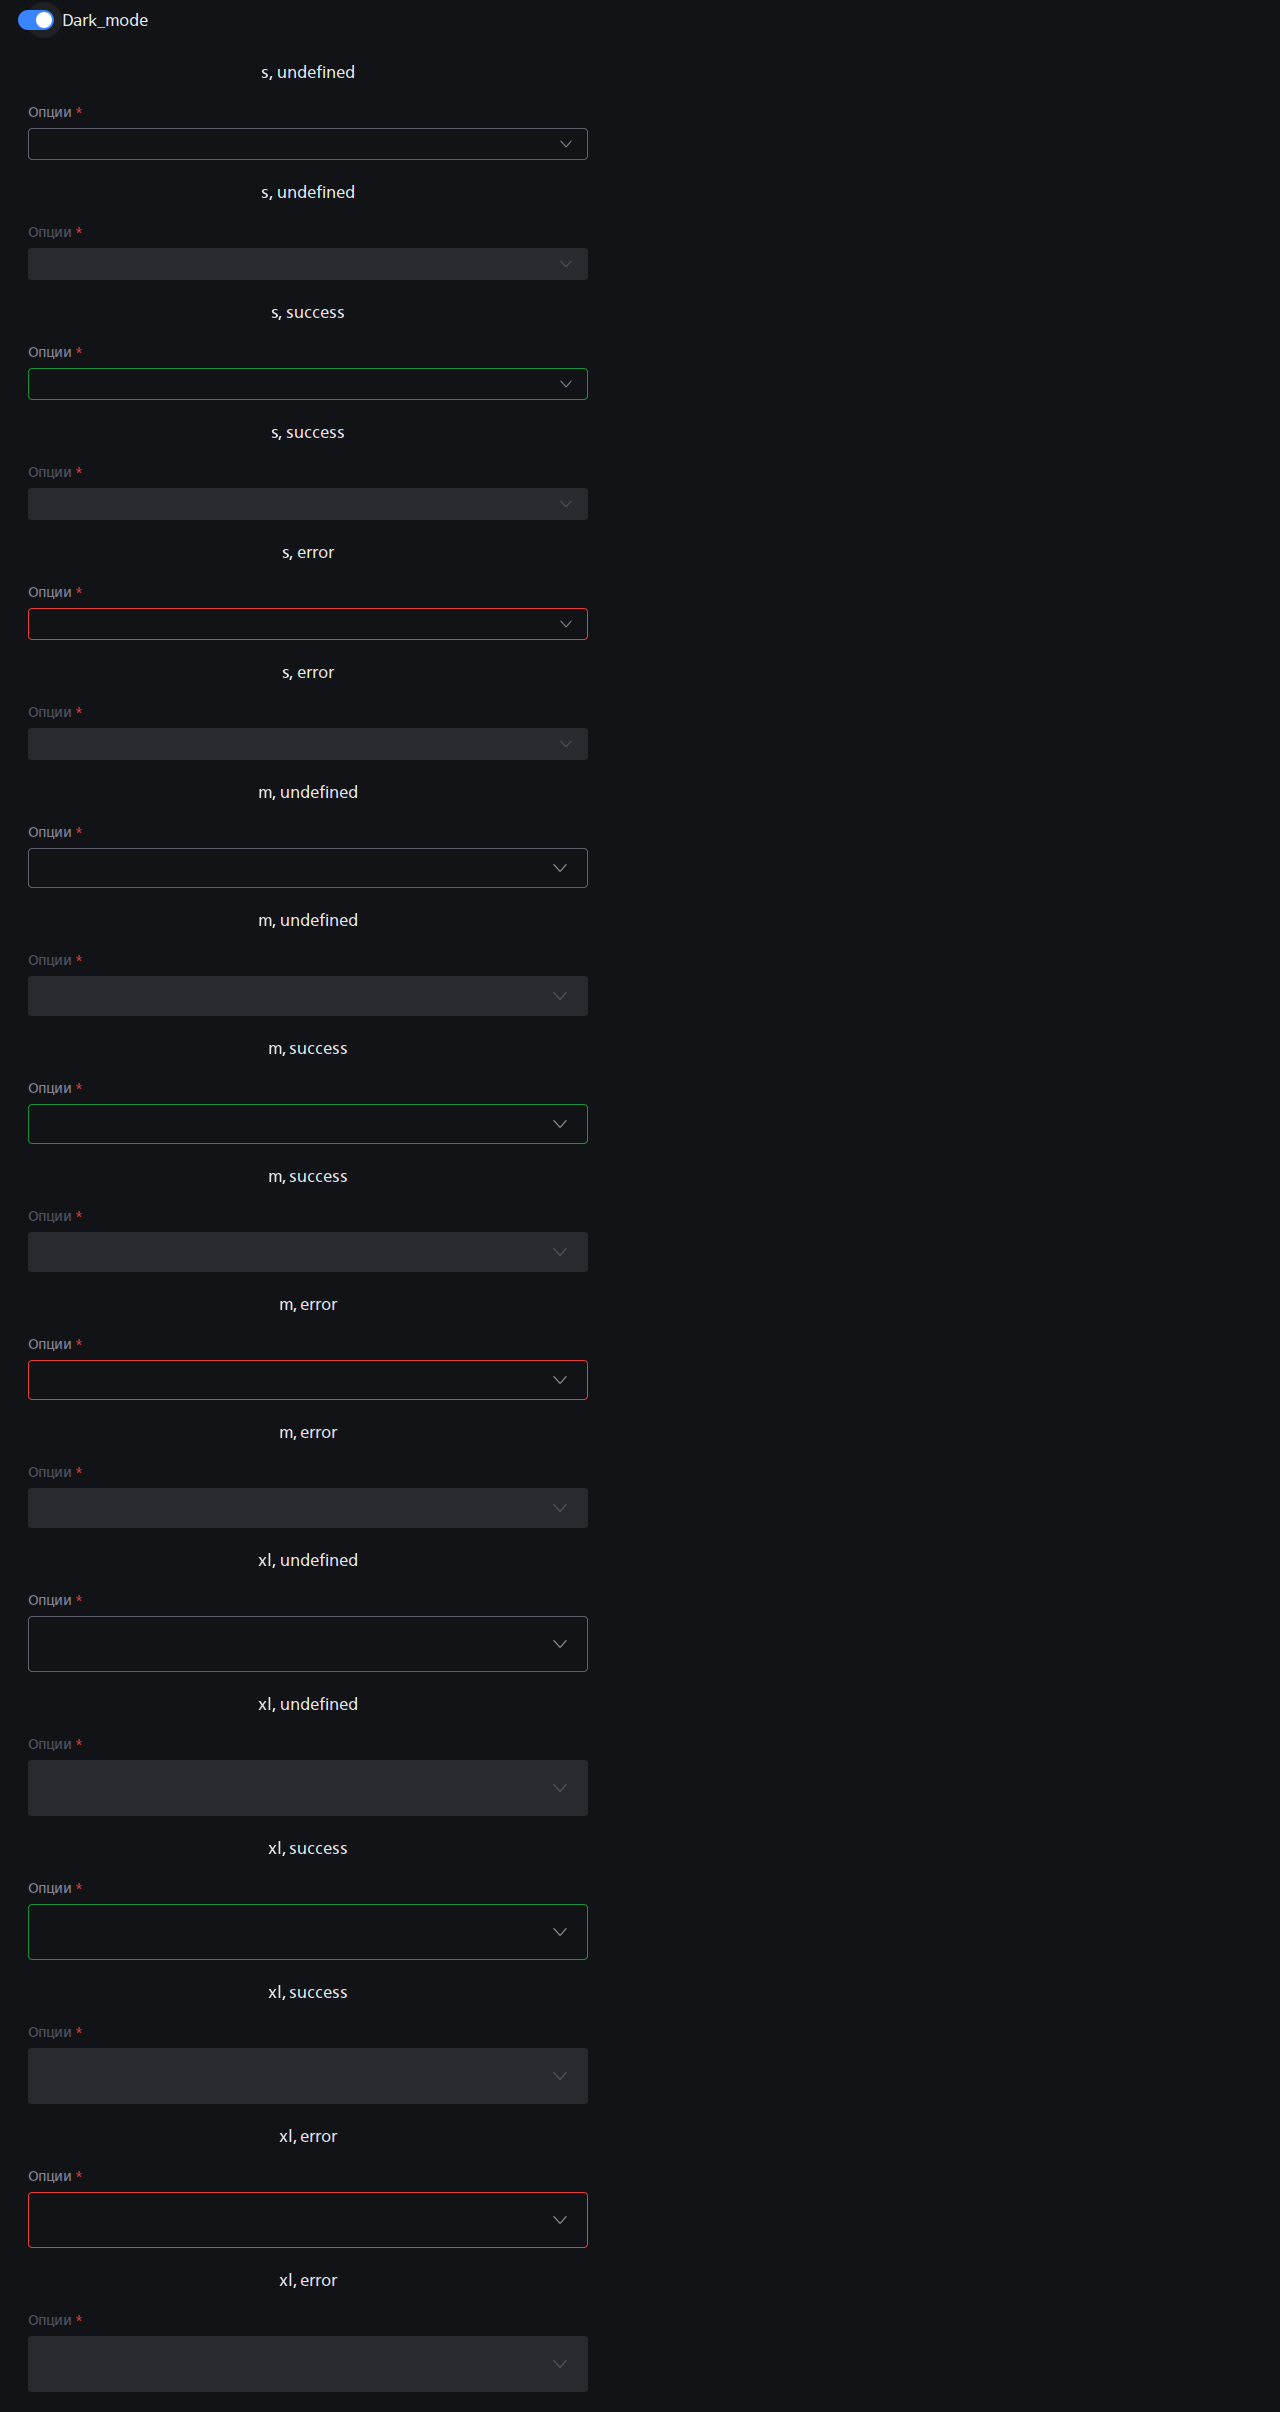 Dark_mode
s, undefined
Опции *
s, undefined
Опции *
s, success
Опции *
s, success
Опции *
s, error
Опции *
s, error
Опции *
m, undefined
Опции *
m, undefined
Опции *
m, success
Опции *
m, success
Опции *
m, error
Опции *
m, error
Опции *
xl, undefined
Опции *
xl, undefined
Опции *
xl, success
Опции *
xl, success
Опции *
xl, error
Опции *
xl, error
Опции *